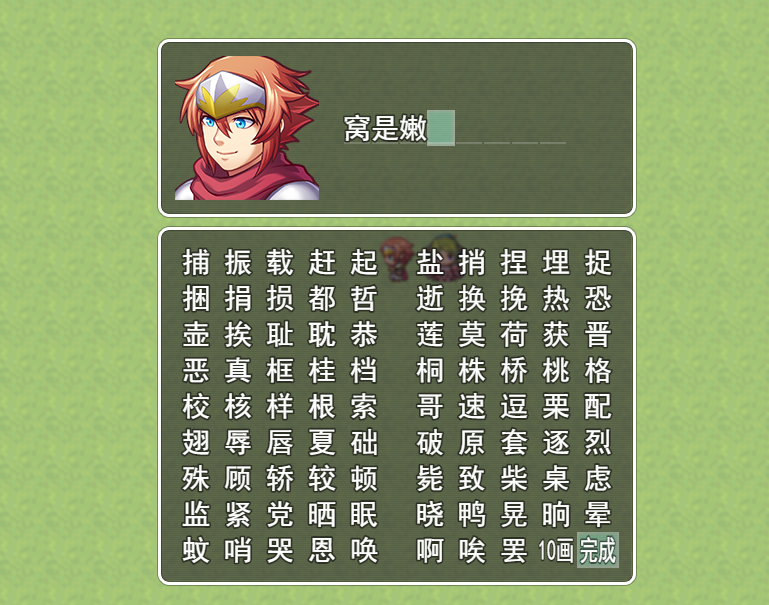 窝是嫩
捕 振 载 赶 起 盐 捎 捏 埋 捉
捆 捐 损 都 哲 逝 换 挽 热 恐
壶 挨 耻 耽 恭 莲 莫 荷 获 晋
恶 真 框 桂 档 桐 株 桥 桃 格
校 核 样 根 索 哥 速 逗 栗 配
翅 辱 唇 夏 础 破 原 套 逐 烈
殊 顾 轿 较 顿 毙 致 柴 桌 虑
监 紧 党 晒 眠 晓 鸭 晃 晌 晕
蚊 哨 哭 恩 唤 啊 唉 罢 10画 完成